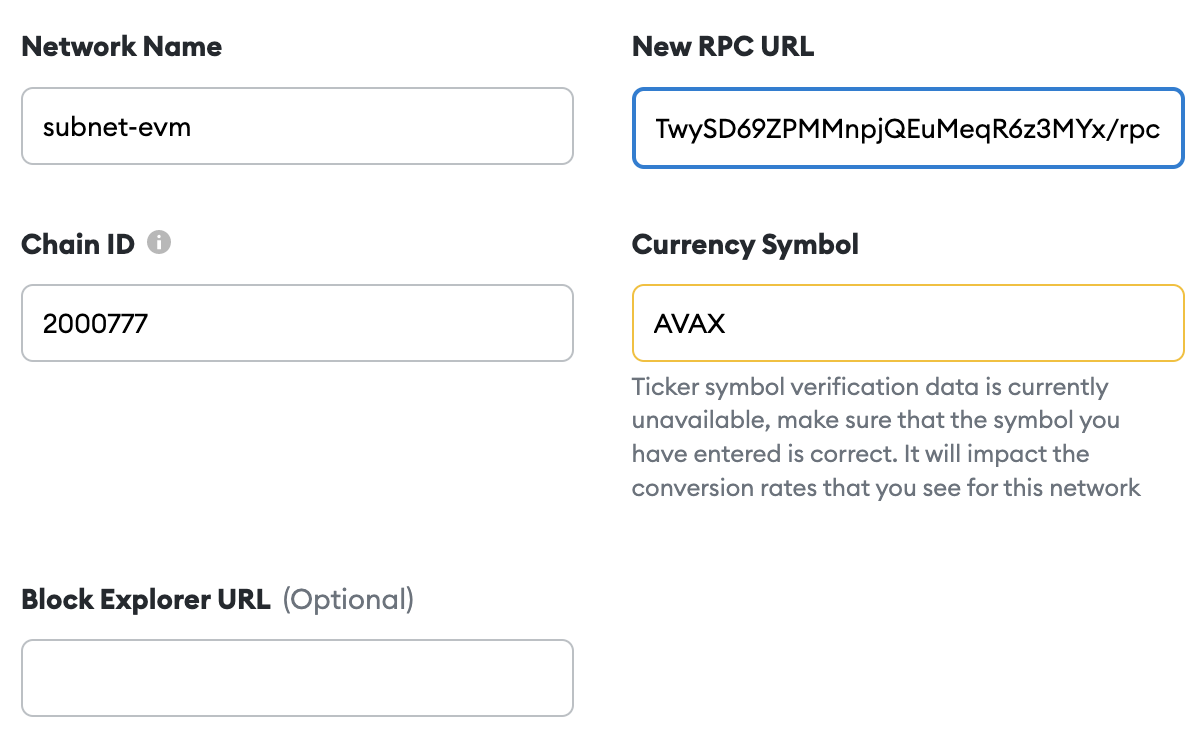 Network Name
subnet-evm
New RPC URL
TwySD69ZPMMnpjQEuMeqR6z3MYx/rpc
Chain ID
2000777
Currency Symbol
AVAX
Ticker symbol verification data is currently
unavailable, make sure that the symbol you
have entered is correct. It will impact the
conversion rates that you see for this network
Block Explorer URL (Optional)